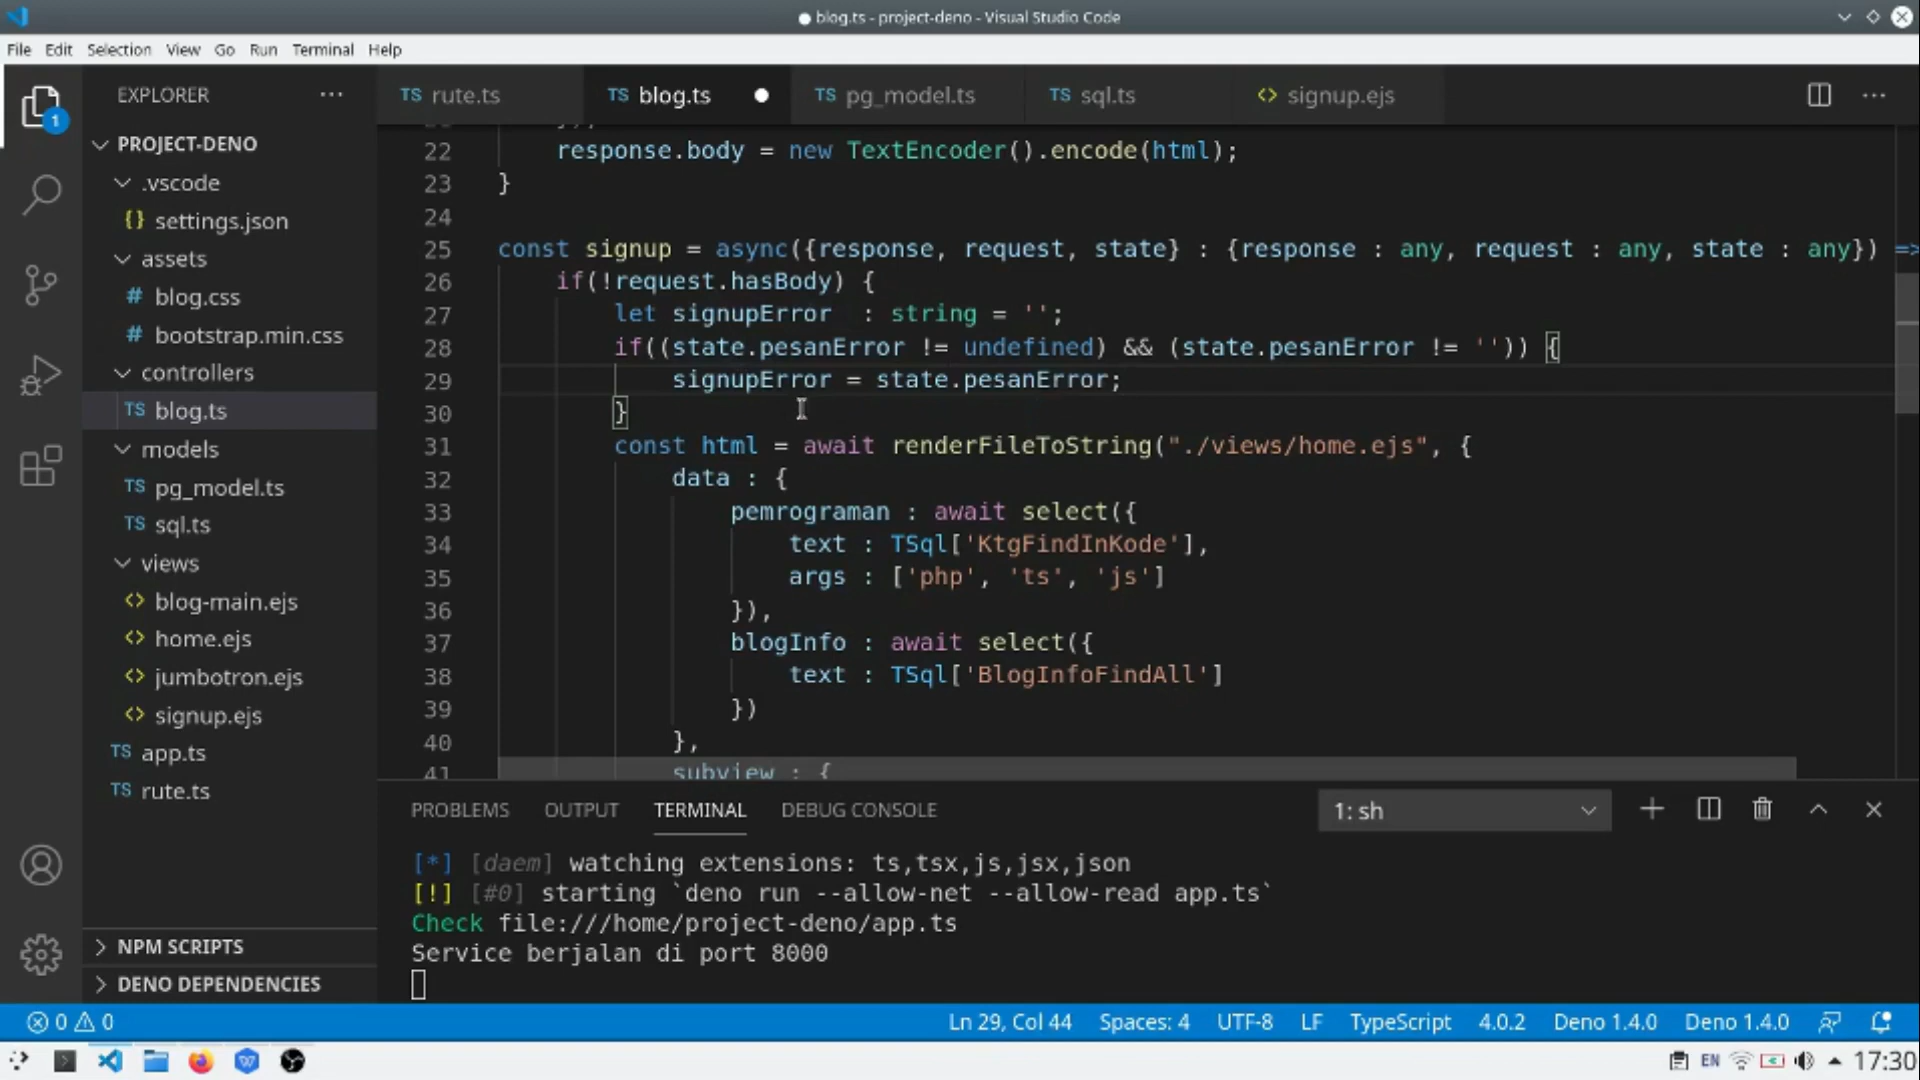 blog.ts - project-deno - Visual Studio Code
File Edit Selection View Go Run Terminal Help
EXPLORER
PROJECT-DENO
.vscode
settings.json
assets
blog.css
bootstrap.min.css
controllers
TS blog.ts
models
TS pg_model.ts
TS sql.ts
views
blog-main.ejs
home.ejs
jumbotron.ejs
signup.ejs
TS app.ts
TS rute.ts
NPM SCRIPTS
DENO DEPENDENCIES
1
TS rute.ts TS blog.ts TS pg_model.ts TS sql.ts signup.ejs
22 response.body = new TextEncoder().encode(html);
23 }
24
25 const signup = async({response, request, state} : {response : any, request : any, state : any}) =>
26 if(!request.hasBody) {
27 let signupError : string = '';
28 if((state.pesanError != undefined) && (state.pesanError != '')) {
29 signupError = state.pesanError;
30 }
31 const html = await renderFileToString("./views/home.ejs", {
32 data : {
33 pemrograman : await select({
34 text : TSql['KtgFindInKode'],
35 args : ['php', 'ts', 'js']
36 }),
37 blogInfo : await select({
38 text : TSql['BlogInfoFindAll']
39 })
40 },
41 subview : {
PROBLEMS OUTPUT TERMINAL DEBUG CONSOLE 1: sh
[*] [daem] watching extensions: ts,tsx,js,jsx,json
[!] [#0] starting `deno run --allow-net --allow-read app.ts`
Check file:///home/project-deno/app.ts
Service berjalan di port 8000
0 0 Ln 29, Col 44 Spaces: 4 UTF-8 LF TypeScript 4.0.2 Deno 1.4.0 Deno 1.4.0
EN 17:30